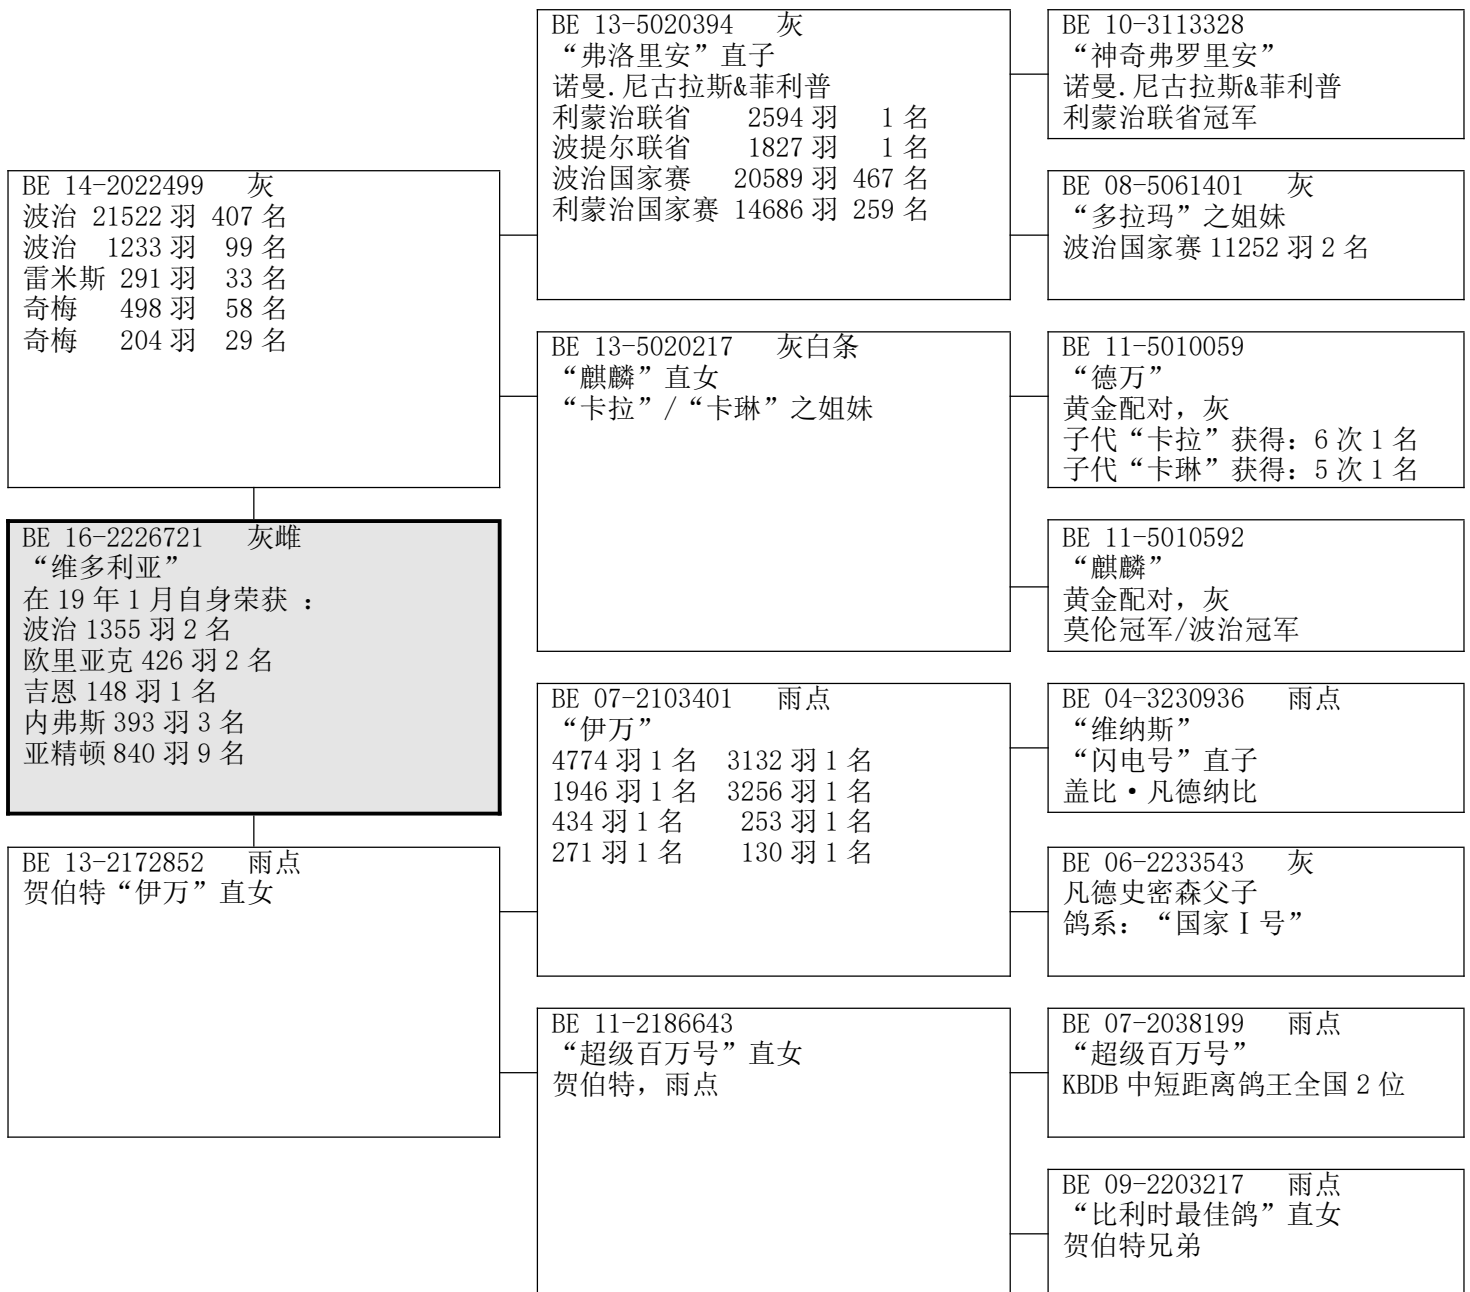 BE 13-5020394 灰
“弗洛里安”直子
诺曼.尼古拉斯&菲利普
利蒙治联省 2594 羽 1 名
波提尔联省 1827 羽 1 名
波治国家赛 20589 羽 467 名
利蒙治国家赛 14686 羽 259 名
BE 10-3113328
“神奇弗罗里安”
诺曼.尼古拉斯&菲利普
利蒙治联省冠军
BE 14-2022499 灰
波治 21522 羽 407 名
波治 1233 羽 99 名
雷米斯 291 羽 33 名
奇梅 498 羽 58 名
奇梅 204 羽 29 名
BE 08-5061401 灰
“多拉玛”之姐妹
波治国家赛 11252 羽 2 名
BE 13-5020217 灰白条
“麒麟”直女
“卡拉”/“卡琳”之姐妹
BE 11-5010059
“德万”
黄金配对，灰
子代“卡拉”获得：6 次 1 名
子代“卡琳”获得：5 次 1 名
BE 16-2226721 灰雌
“维多利亚”
在 19 年 1 月自身荣获 ：
波治 1355 羽 2 名
欧里亚克 426 羽 2 名
吉恩 148 羽 1 名
内弗斯 393 羽 3 名
亚精顿 840 羽 9 名
BE 11-5010592
“麒麟”
黄金配对，灰
莫伦冠军/波治冠军
BE 07-2103401 雨点
“伊万”
4774 羽 1 名 3132 羽 1 名
1946 羽 1 名 3256 羽 1 名
434 羽 1 名 253 羽 1 名
271 羽 1 名 130 羽 1 名
BE 04-3230936 雨点
“维纳斯”
“闪电号”直子
盖比·凡德纳比
BE 13-2172852 雨点
贺伯特“伊万”直女
BE 06-2233543 灰
凡德史密森父子
鸽系：“国家Ⅰ号”
BE 11-2186643
“超级百万号”直女
贺伯特，雨点
BE 07-2038199 雨点
“超级百万号”
KBDB 中短距离鸽王全国 2 位
BE 09-2203217 雨点
“比利时最佳鸽”直女
贺伯特兄弟